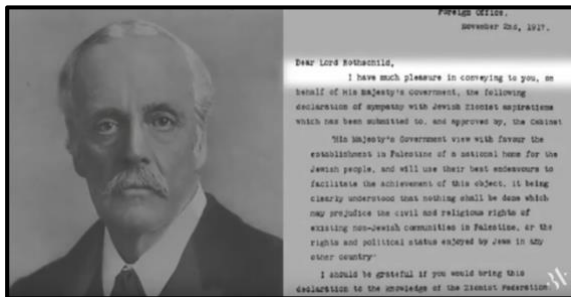 Foreign Office,
November 2nd, 1917.
Dear Lord Rothschild,
I have much pleasure in conveying to you, on
behalf of His Majesty's Government, the following
declaration of sympathy with Jewish Zionist aspirations
which has been submitted to, and approved by, the Cabinet
"His Majesty's Government view with favour the
establishment in Palestine of a national home for the
Jewish people, and will use their best endeavours to
facilitate the achievement of this object, it being
clearly understood that nothing shall be done which
may prejudice the civil and religious rights of
existing non-Jewish communities in Palestine, or the
rights and political status enjoyed by Jews in any
other country"
I should be grateful if you would bring this
declaration to the knowledge of the Zionist Federation